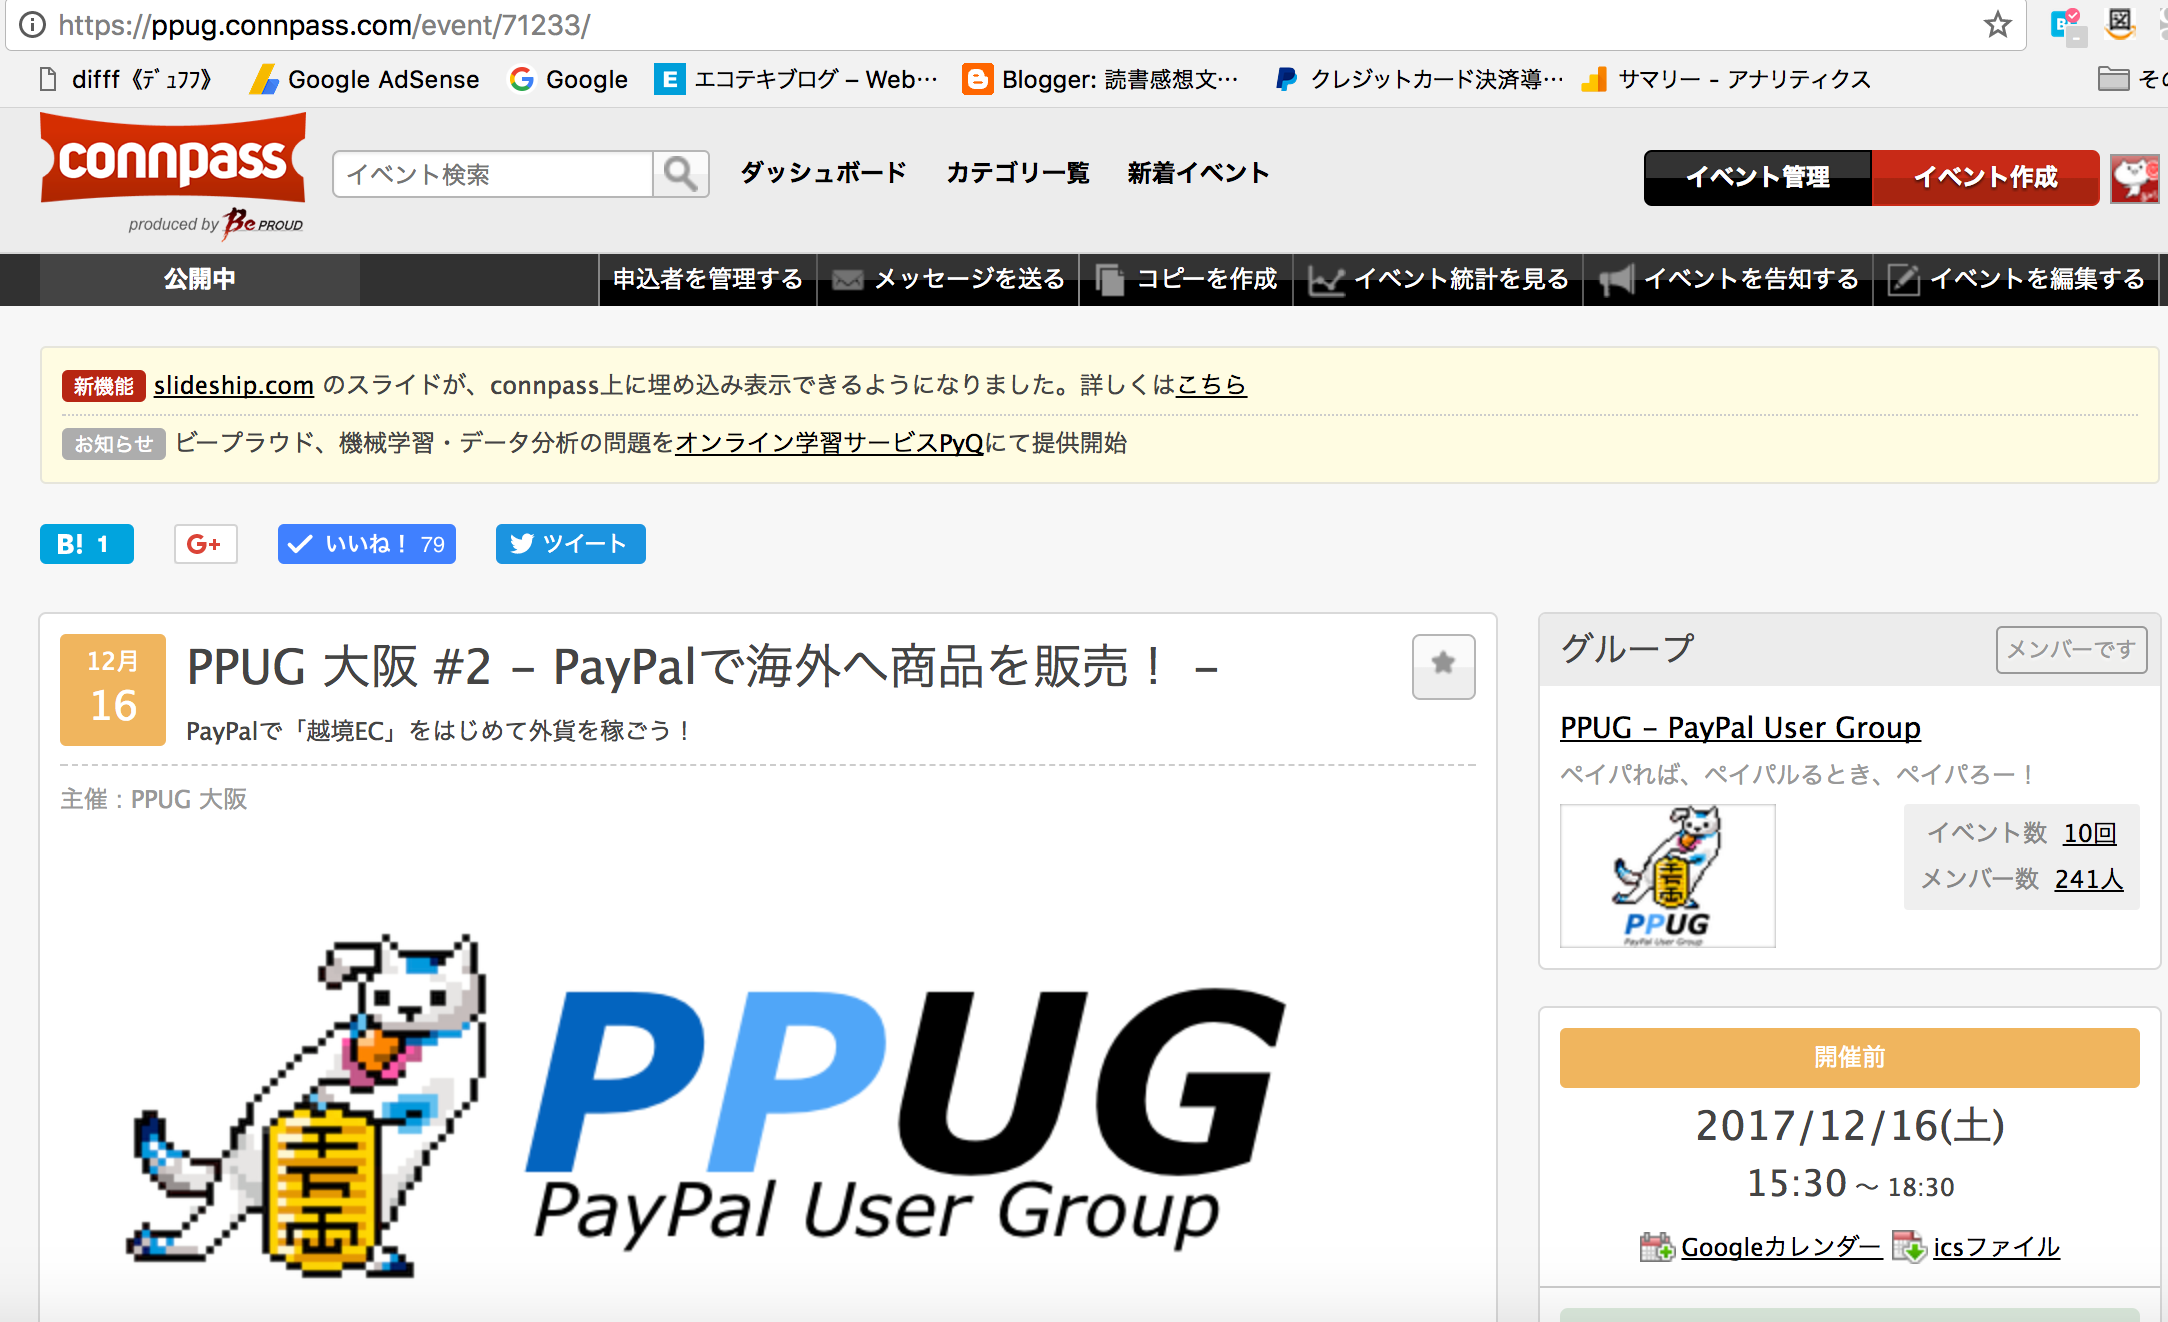 https://ppug.connpass.com/event/71233/
difff《ﾃﾞｭﾌﾌ》 Google AdSense Google エコテキブログ – Web… Blogger: 読書感想文… クレジットカード決済導… サマリー - アナリティクス
connpass
produced by Be PROUD
イベント検索
ダッシュボード カテゴリ一覧 新着イベント
イベント管理 イベント作成
公開中 申込者を管理する メッセージを送る コピーを作成 イベント統計を見る イベントを告知する イベントを編集する
新機能 slideship.com のスライドが、connpass上に埋め込み表示できるようになりました。詳しくはこちら
お知らせ ビープラウド、機械学習・データ分析の問題をオンライン学習サービスPyQにて提供開始
B! 1 G+ いいね！ 79 ツイート
12月
16
PPUG 大阪 #2 – PayPalで海外へ商品を販売！ –
PayPalで「越境EC」をはじめて外貨を稼ごう！
主催：PPUG 大阪
千万両
PPUG
PayPal User Group
グループ メンバーです
PPUG – PayPal User Group
ペイパれば、ペイパルるとき、ペイパろー！
千万両
PPUG
PayPal User Group
イベント数 10回
メンバー数 241人
開催前
2017/12/16(土)
15:30 〜 18:30
Googleカレンダー icsファイル